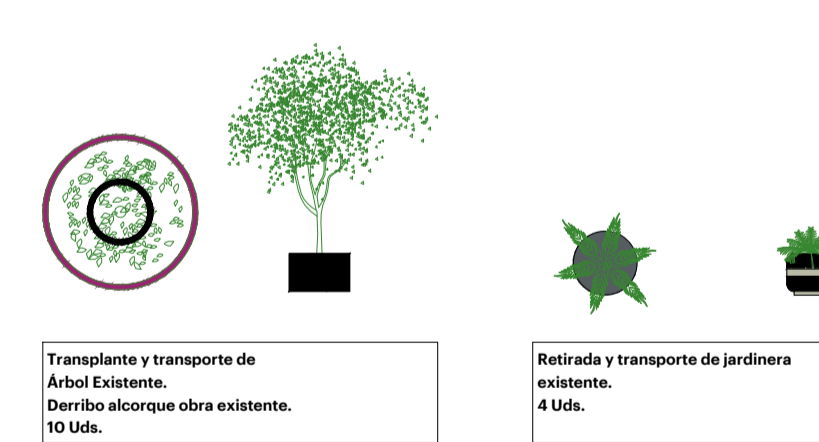 Transplante y transporte de
Árbol Existente.
Derribo alcorque obra existente.
10 Uds.
Retirada y transporte de jardinera
existente.
4 Uds.